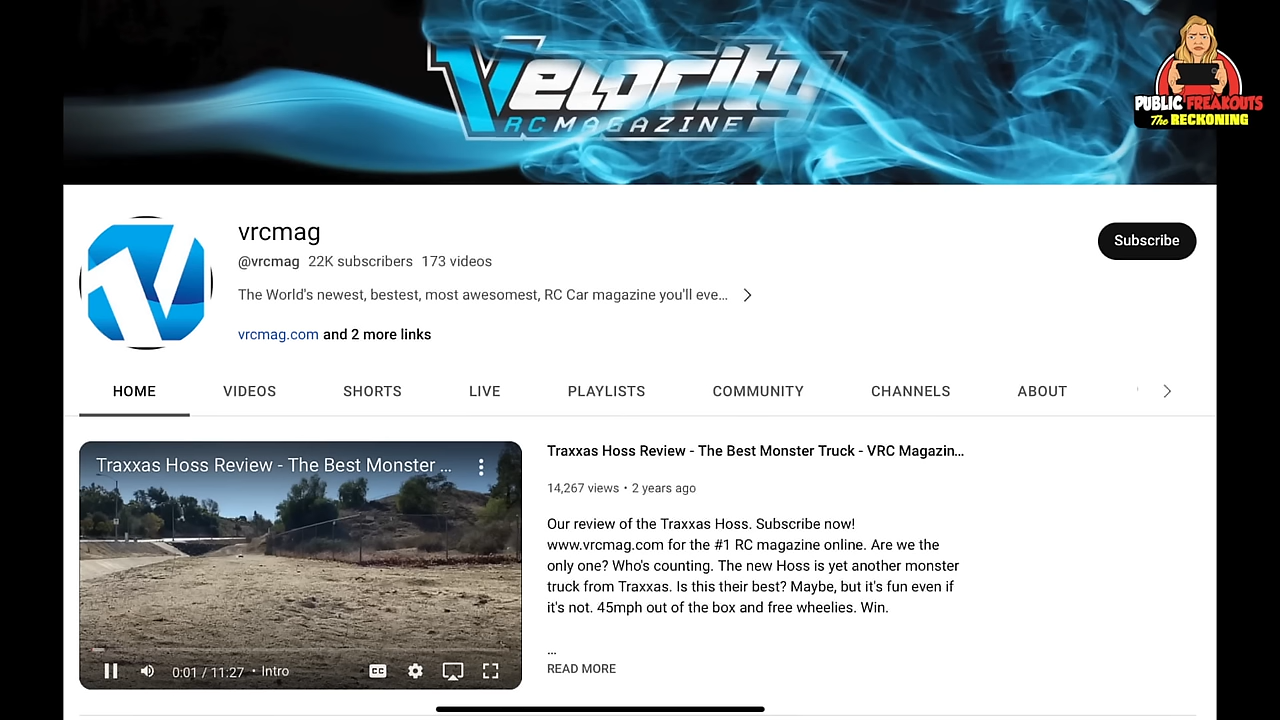 Velocity
RC MAGAZINE
PUBLIC FREAKOUTS
The RECKONING
vrcmag
@vrcmag 22K subscribers 173 videos
Subscribe
The World's newest, bestest, most awesomest, RC Car magazine you'll eve...
vrcmag.com and 2 more links
HOME VIDEOS SHORTS LIVE PLAYLISTS COMMUNITY CHANNELS ABOUT
Traxxas Hoss Review - The Best Monster ...
0:01 / 11:27 • Intro
CC
Traxxas Hoss Review - The Best Monster Truck - VRC Magazin...
14,267 views • 2 years ago
Our review of the Traxxas Hoss. Subscribe now!
www.vrcmag.com for the #1 RC magazine online. Are we the
only one? Who's counting. The new Hoss is yet another monster
truck from Traxxas. Is this their best? Maybe, but it's fun even if
it's not. 45mph out of the box and free wheelies. Win.
...
READ MORE